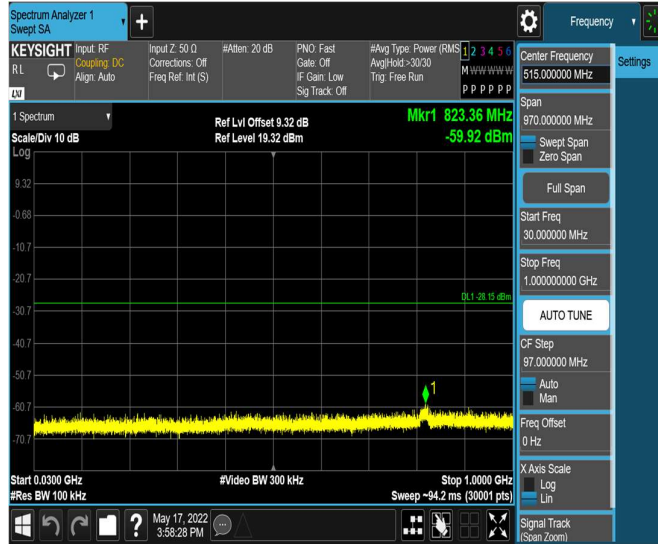 Spectrum Analyzer 1
Swept SA
Frequency
KEYSIGHT
RL
LXI
Input: RF
Coupling: DC
Align: Auto
Input Z: 50 Ω
Corrections: Off
Freq Ref: Int (S)
#Atten: 20 dB
PNO: Fast
Gate: Off
IF Gain: Low
Sig Track: Off
#Avg Type: Power (RMS
Avg|Hold:>30/30
Trig: Free Run
1 2 3 4 5 6
M W W W W W
P P P P P P
1 Spectrum
Scale/Div 10 dB
Log
Ref Lvl Offset 9.32 dB
Ref Level 19.32 dBm
Mkr1 823.36 MHz
-59.92 dBm
9.32
-0.68
-10.7
-20.7
-30.7
-40.7
-50.7
-60.7
-70.7
DL1 -28.15 dBm
1
Start 0.0300 GHz
#Res BW 100 kHz
#Video BW 300 kHz
Stop 1.0000 GHz
Sweep ~94.2 ms (30001 pts)
May 17, 2022
3:58:28 PM
Center Frequency
515.000000 MHz
Settings
Span
970.000000 MHz
Swept Span
Zero Span
Full Span
Start Freq
30.000000 MHz
Stop Freq
1.000000000 GHz
AUTO TUNE
CF Step
97.000000 MHz
Auto
Man
Freq Offset
0 Hz
X Axis Scale
Log
Lin
Signal Track
(Span Zoom)